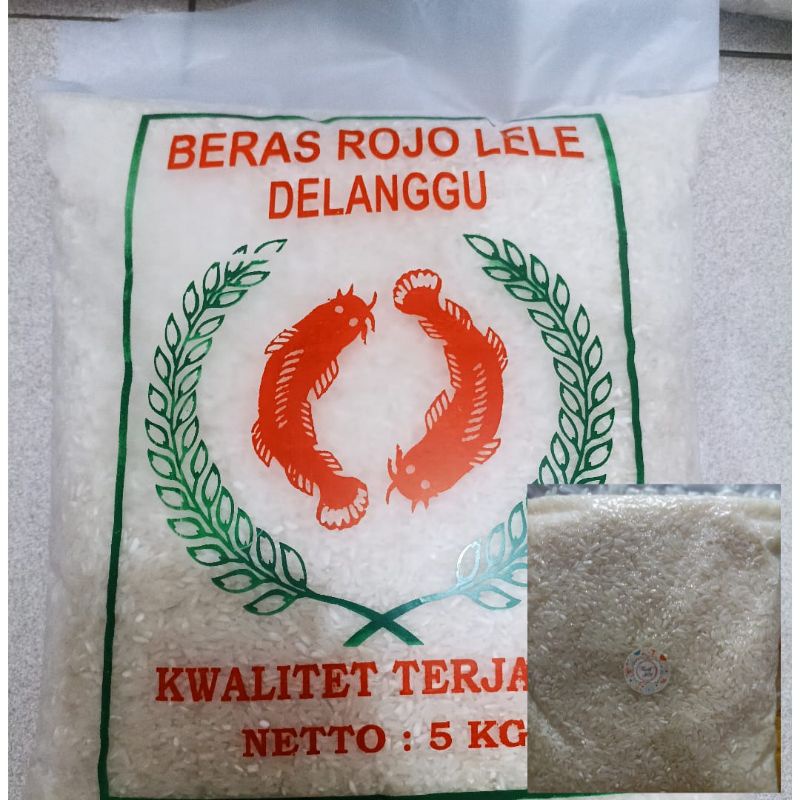 BERAS ROJO LELE
DELANGGU
KWALITET TERJA
NETTO : 5 KG